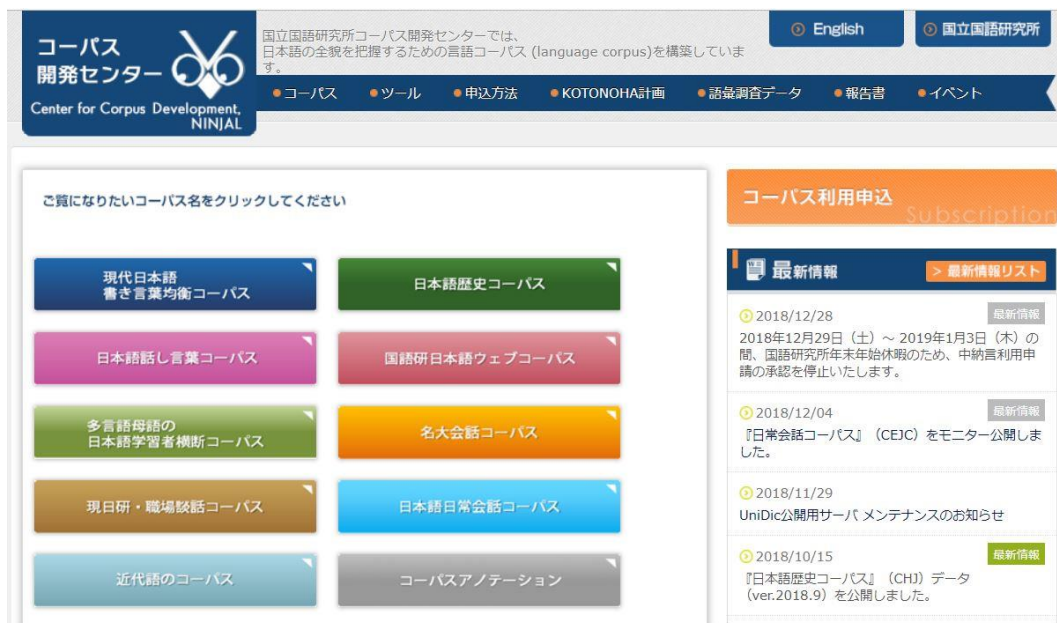 コーパス
開発センター
Center for Corpus Development,
NINJAL
国立国語研究所コーパス開発センターでは、
日本語の全貌を把握するための言語コーパス (language corpus)を構築していま
す。
English
国立国語研究所
コーパス
ツール
申込方法
KOTONOHA計画
語彙調査データ
報告書
イベント
ご覧になりたいコーパス名をクリックしてください
現代日本語
書き言葉均衡コーパス
日本語歴史コーパス
日本語話し言葉コーパス
国語研日本語ウェブコーパス
多言語母語の
日本語学習者横断コーパス
名大会話コーパス
現日研・職場談話コーパス
日本語日常会話コーパス
近代語のコーパス
コーパスアノテーション
コーパス利用申込
Subscription
最新情報
> 最新情報リスト
2018/12/28
最新情報
2018年12月29日（土）～ 2019年1月3日（木）の
間、国語研究所年末年始休暇のため、中納言利用申
請の承認を停止いたします。
2018/12/04
最新情報
『日常会話コーパス』（CEJC）をモニター公開しま
した。
2018/11/29
UniDic公開用サーバ メンテナンスのお知らせ
2018/10/15
最新情報
『日本語歴史コーパス』（CHJ）データ
（ver.2018.9）を公開しました。